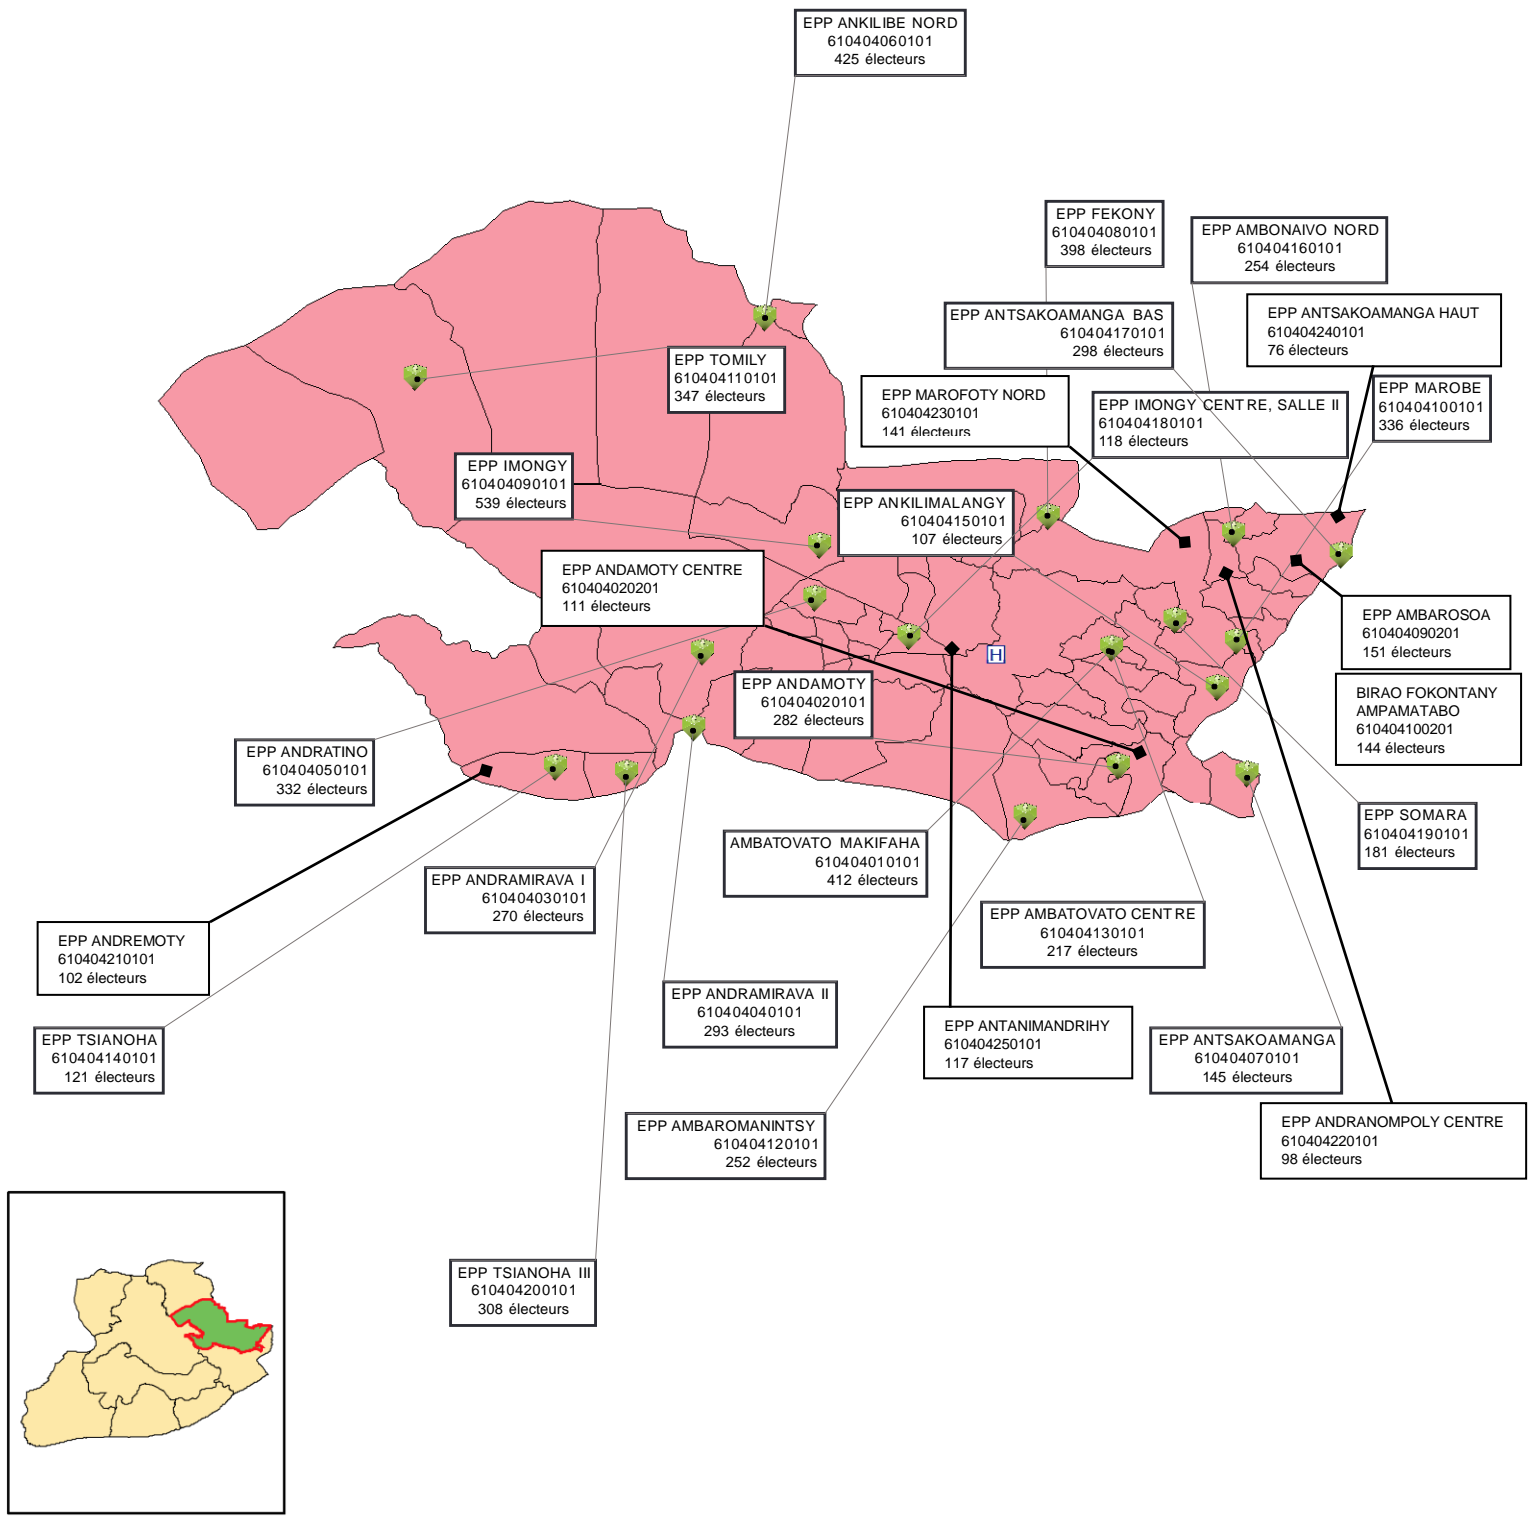 EPP ANKILIBE NORD
610404060101
425 électeurs
EPP FEKONY
610404080101
398 électeurs
EPP AMBONAIVO NORD
610404160101
254 électeurs
EPP ANTSAKOAMANGA BAS
610404170101
298 électeurs
EPP ANTSAKOAMANGA HAUT
610404240101
76 électeurs
EPP TOMILY
610404110101
347 électeurs
EPP MAROFOTY NORD
610404230101
141 électeurs
EPP IMONGY CENTRE, SALLE II
610404180101
118 électeurs
EPP MAROBE
610404100101
336 électeurs
EPP IMONGY
610404090101
539 électeurs
EPP ANKILIMALANGY
610404150101
107 électeurs
EPP ANDAMOTY CENTRE
610404020201
111 électeurs
H
EPP AMBAROSOA
610404090201
151 électeurs
EPP ANDAMOTY
610404020101
282 électeurs
BIRAO FOKONTANY
AMPAMATABO
610404100201
144 électeurs
EPP ANDRATINO
610404050101
332 électeurs
EPP SOMARA
610404190101
181 électeurs
AMBATOVATO MAKIFAHA
610404010101
412 électeurs
EPP ANDRAMIRAVA I
610404030101
270 électeurs
EPP AMBATOVATO CENTRE
610404130101
217 électeurs
EPP ANDREMOTY
610404210101
102 électeurs
EPP ANDRAMIRAVA II
610404040101
293 électeurs
EPP ANTANIMANDRIHY
610404250101
117 électeurs
EPP TSIANOHA
610404140101
121 électeurs
EPP ANTSAKOAMANGA
610404070101
145 électeurs
EPP AMBAROMANINTSY
610404120101
252 électeurs
EPP ANDRANOMPOLY CENTRE
610404220101
98 électeurs
EPP TSIANOHA III
610404200101
308 électeurs